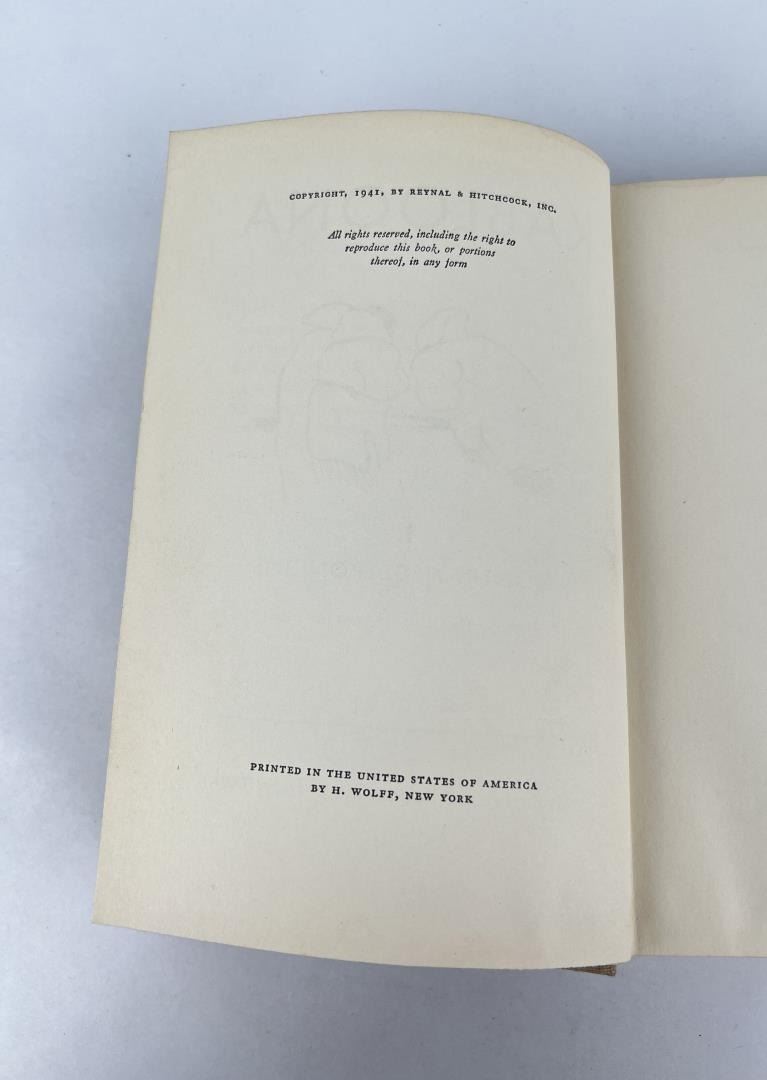 COPYRIGHT, 1941, BY REYNAL & HITCHCOCK, INC.
All rights reserved, including the right to
reproduce this book, or portions
thereof, in any form
PRINTED IN THE UNITED STATES OF AMERICA
BY H. WOLFF, NEW YORK